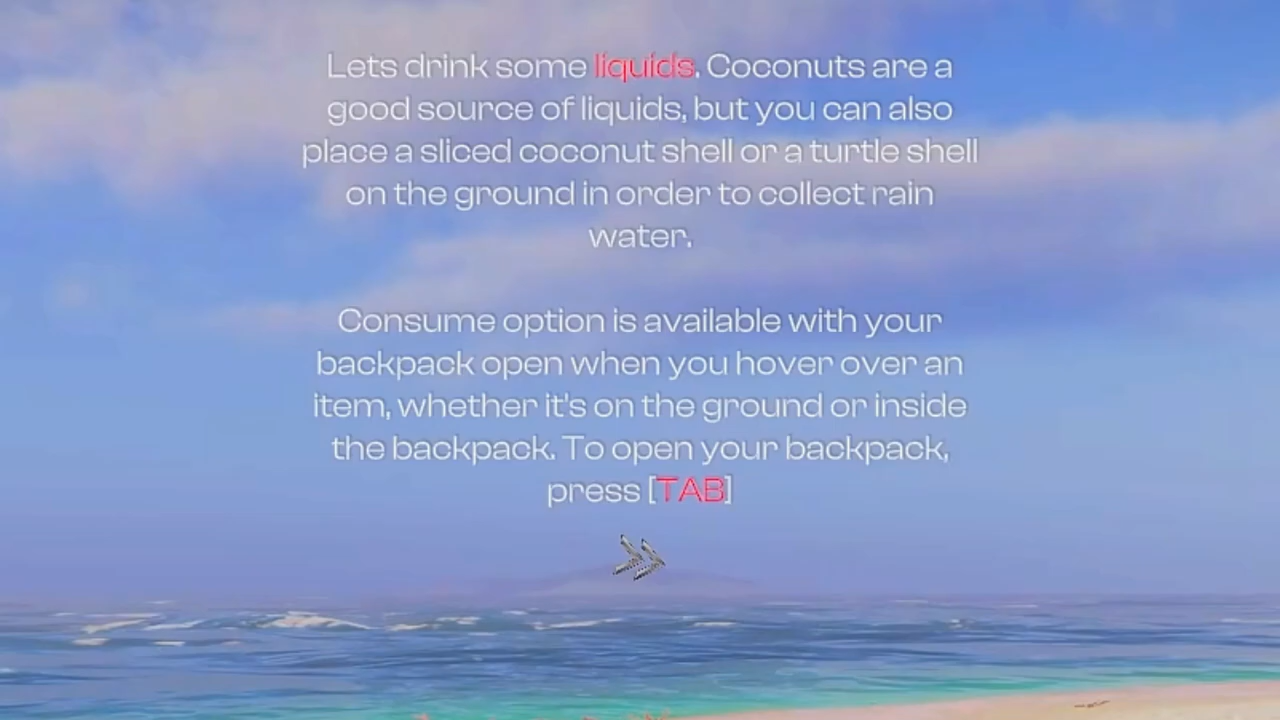 Lets drink some liquids. Coconuts are a
good source of liquids, but you can also
place a sliced coconut shell or a turtle shell
on the ground in order to collect rain
water.
Consume option is available with your
backpack open when you hover over an
item, whether it's on the ground or inside
the backpack. To open your backpack,
press [TAB]